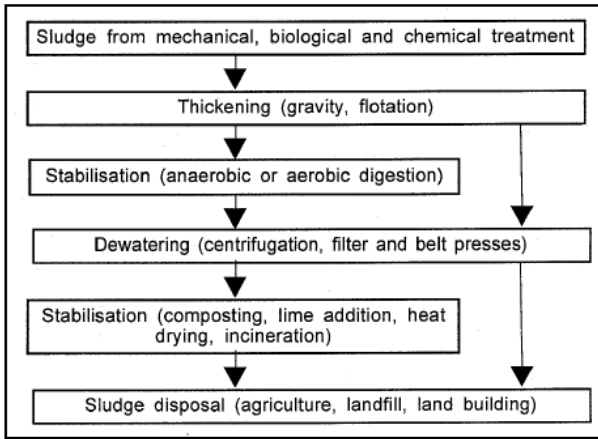 Sludge from mechanical, biological and chemical treatment
Thickening (gravity, flotation)
Stabilisation (anaerobic or aerobic digestion)
Dewatering (centrifugation, filter and belt presses)
Stabilisation (composting, lime addition, heat
drying, incineration)
Sludge disposal (agriculture, landfill, land building)